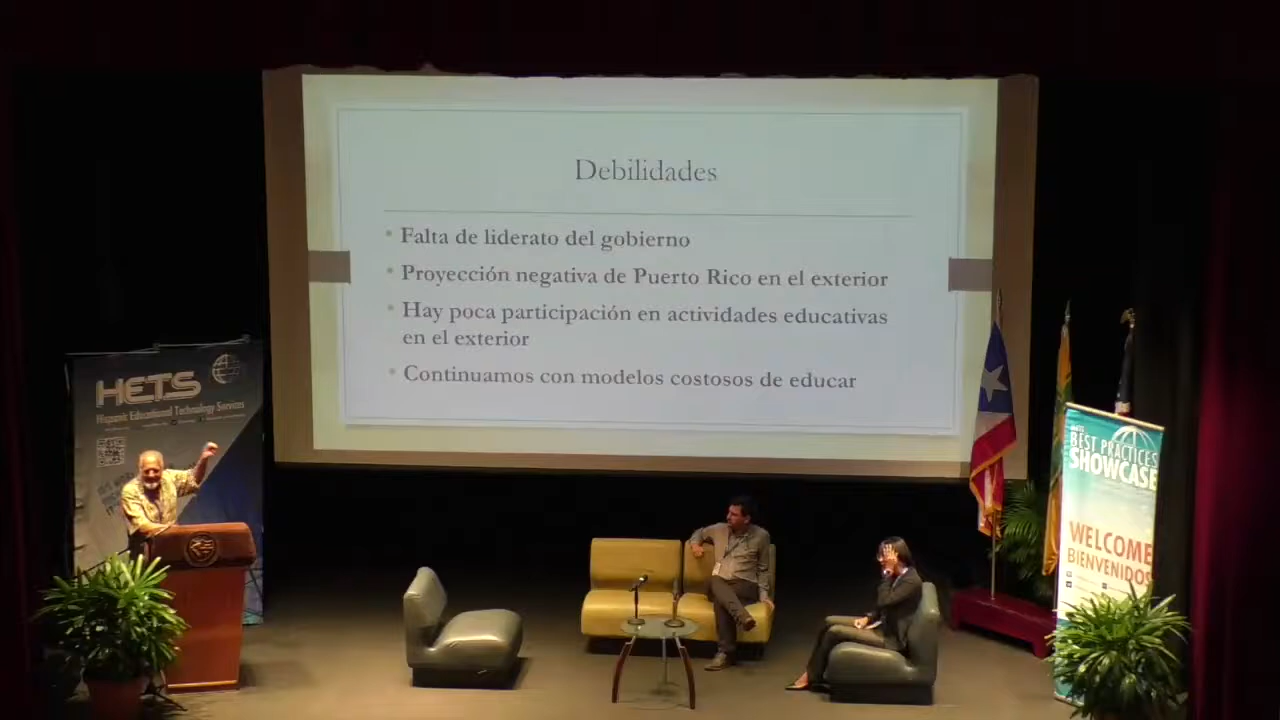 Debilidades
Falta de liderato del gobierno
Proyección negativa de Puerto Rico en el exterior
Hay poca participación en actividades educativas
en el exterior
Continuamos con modelos costosos de educar
HETS
Hispanic Educational Technology Services
BEST PRACTICES
SHOWCASE
WELCOME
BIENVENIDOS